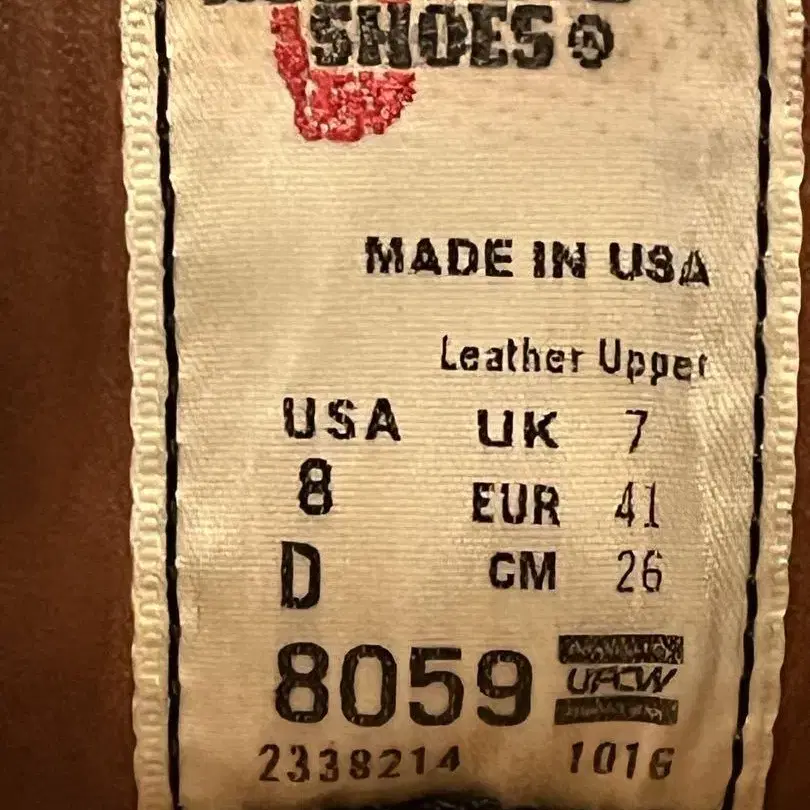 SHOES ®
MADE IN USA
Leather Upper
USA UK 7
8 EUR 41
D CM 26
8059 UFCW
2338214 1016